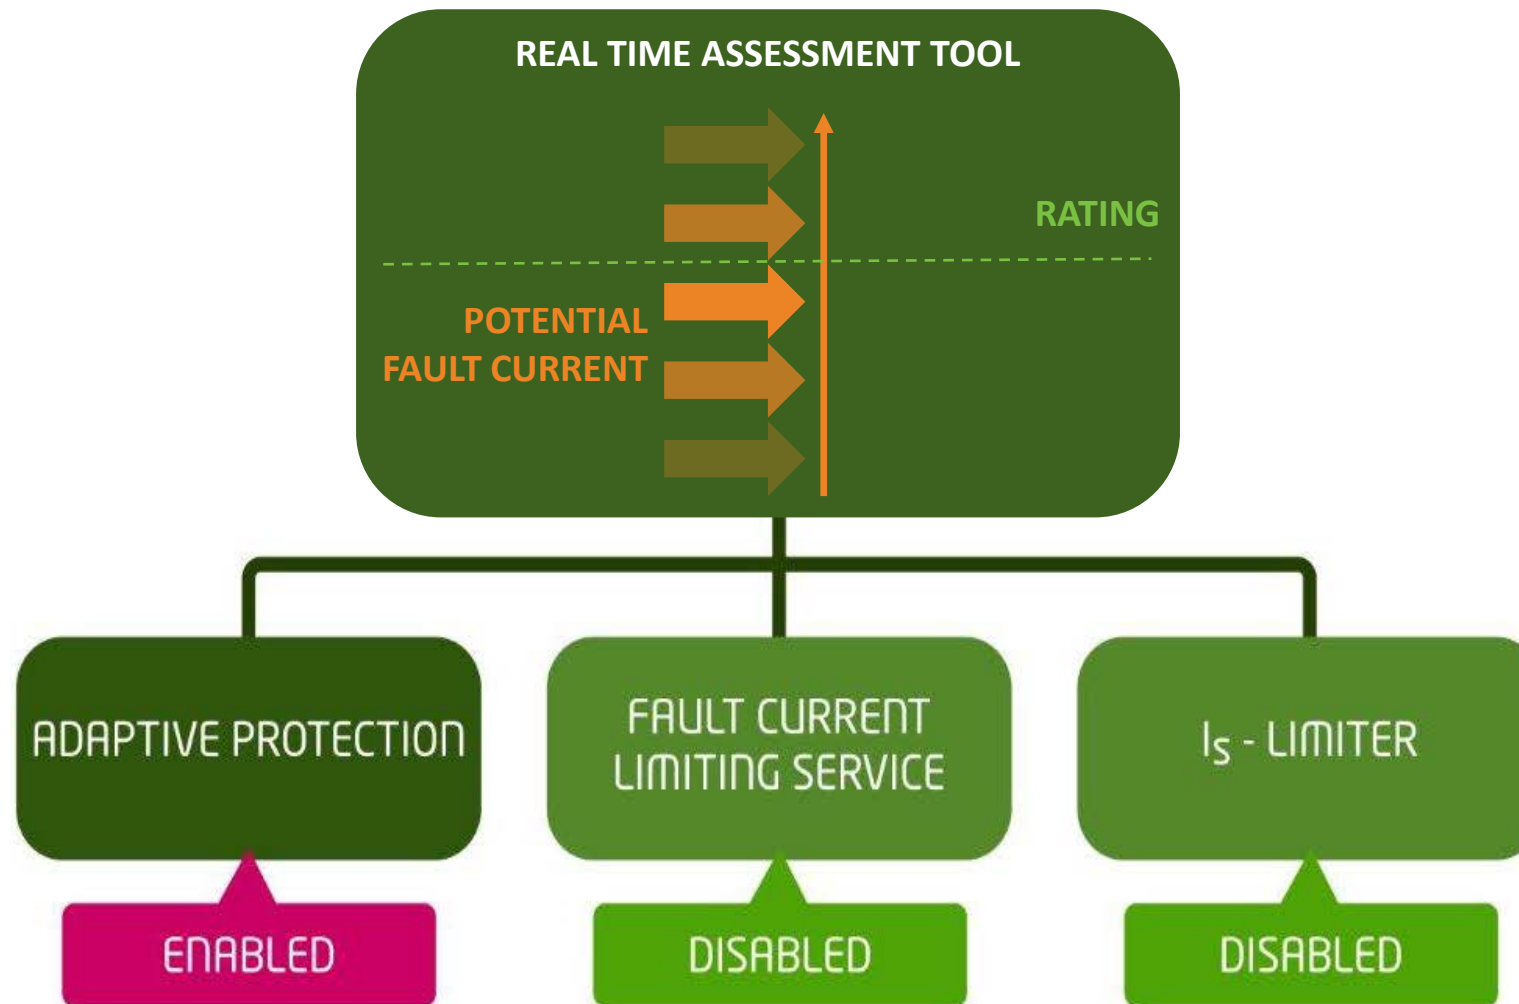 REAL TIME ASSESSMENT TOOL
RATING
POTENTIAL
FAULT CURRENT
ADAPTIVE PROTECTION
FAULT CURRENT
LIMITING SERVICE
Is - LIMITER
ENABLED
DISABLED
DISABLED